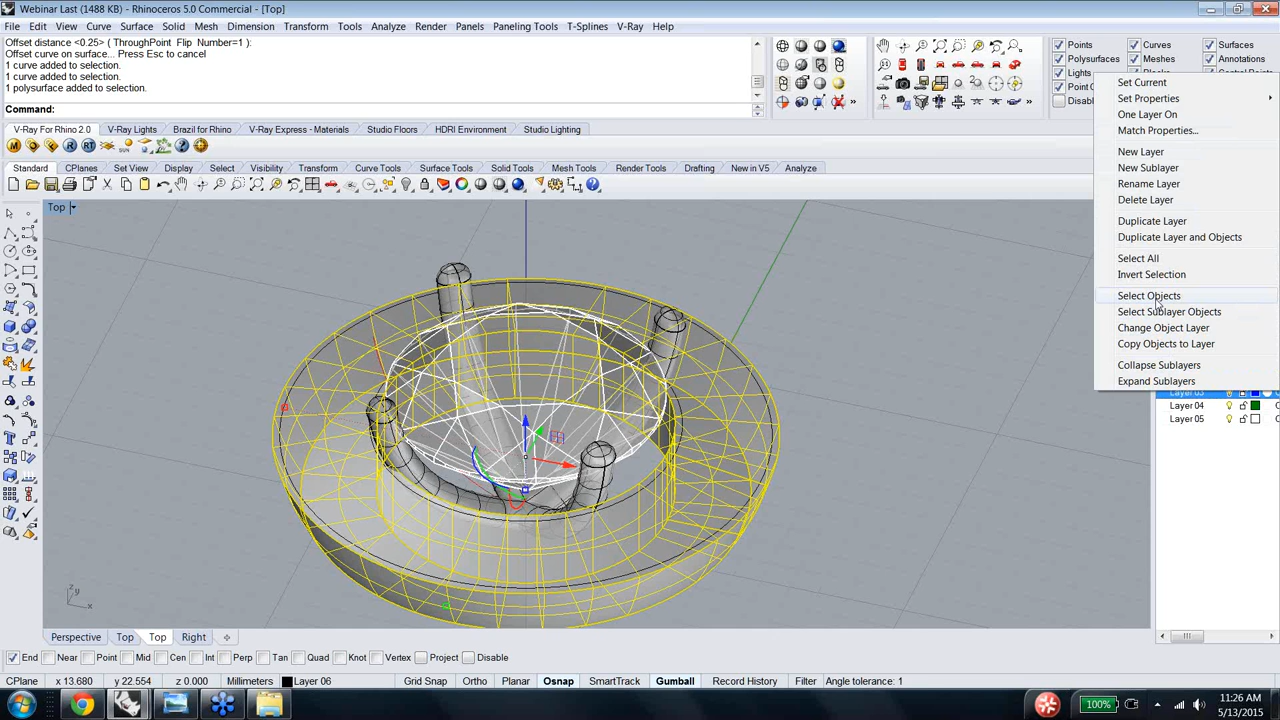 Webinar Last (1488 KB) - Rhinoceros 5.0 Commercial - [Top]
File Edit View Curve Surface Solid Mesh Dimension Transform Tools Analyze Render Panels Paneling Tools T-Splines V-Ray Help
Offset distance <0.25> ( ThroughPoint Flip Number=1 ):
Offset curve on surface... Press Esc to cancel
1 curve added to selection.
1 curve added to selection.
1 polysurface added to selection.
Command:
Points Curves Surfaces
Polysurfaces Meshes Annotations
Lights
V-Ray For Rhino 2.0 V-Ray Lights Brazil for Rhino V-Ray Express - Materials Studio Floors HDRI Environment Studio Lighting
Standard CPlanes Set View Display Select Viewport Layout Visibility Transform Curve Tools Surface Tools Solid Tools Mesh Tools Render Tools Drafting New in V5 Analyze
Top
Set Current
Set Properties
One Layer On
Match Properties...
New Layer
New Sublayer
Rename Layer
Delete Layer
Duplicate Layer
Duplicate Layer and Objects
Select All
Invert Selection
Select Objects
Select Sublayer Objects
Change Object Layer
Copy Objects to Layer
Collapse Sublayers
Expand Sublayers
Layer 03
Layer 04
Layer 05
z y
x
Perspective Top Top Right
End Near Point Mid Cen Int Perp Tan Quad Knot Vertex Project Disable
CPlane x 13.680 y 22.554 z 0.000 Millimeters Layer 06 Grid Snap Ortho Planar Osnap SmartTrack Gumball Record History Filter Angle tolerance: 1
100%
11:26 AM
5/13/2015